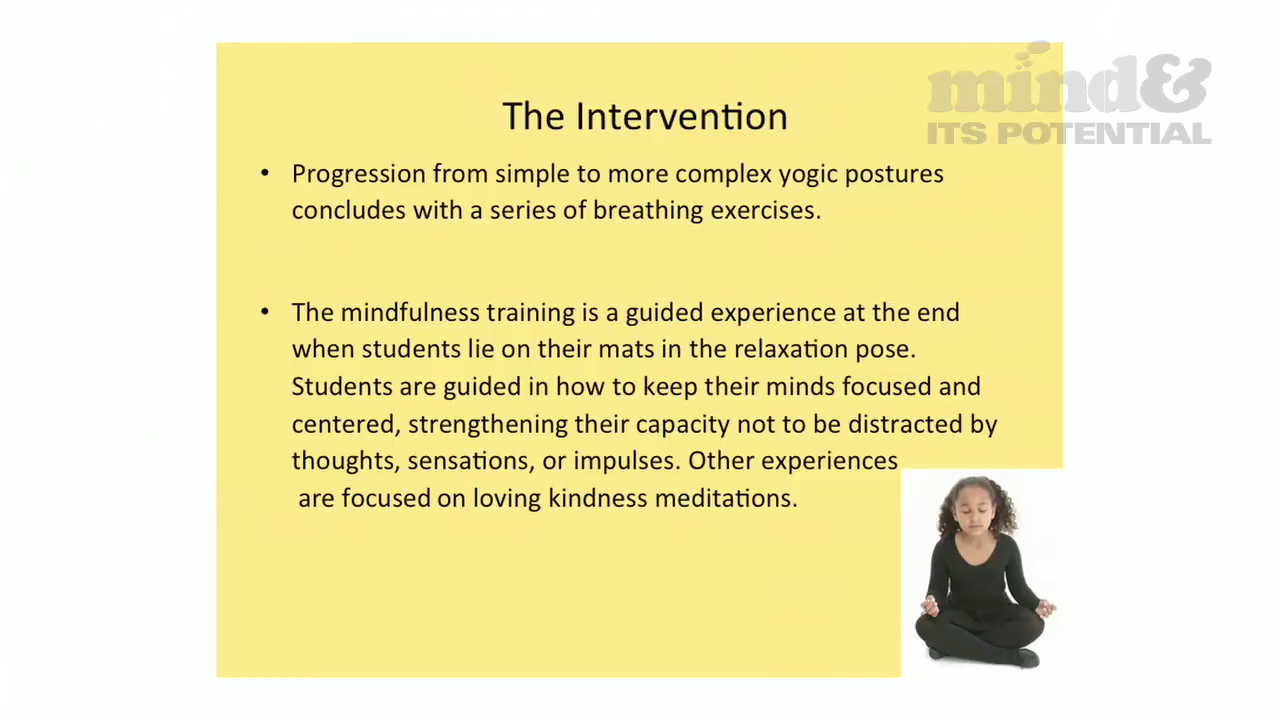 mind&
ITS POTENTIAL
The Intervention
• Progression from simple to more complex yogic postures
concludes with a series of breathing exercises.
• The mindfulness training is a guided experience at the end
when students lie on their mats in the relaxation pose.
Students are guided in how to keep their minds focused and
centered, strengthening their capacity not to be distracted by
thoughts, sensations, or impulses. Other experiences
are focused on loving kindness meditations.